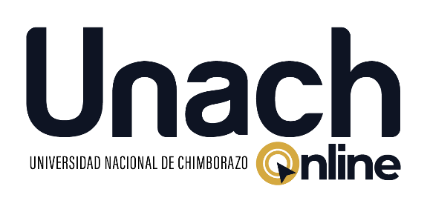 Unach
UNIVERSIDAD NACIONAL DE CHIMBORAZO Online